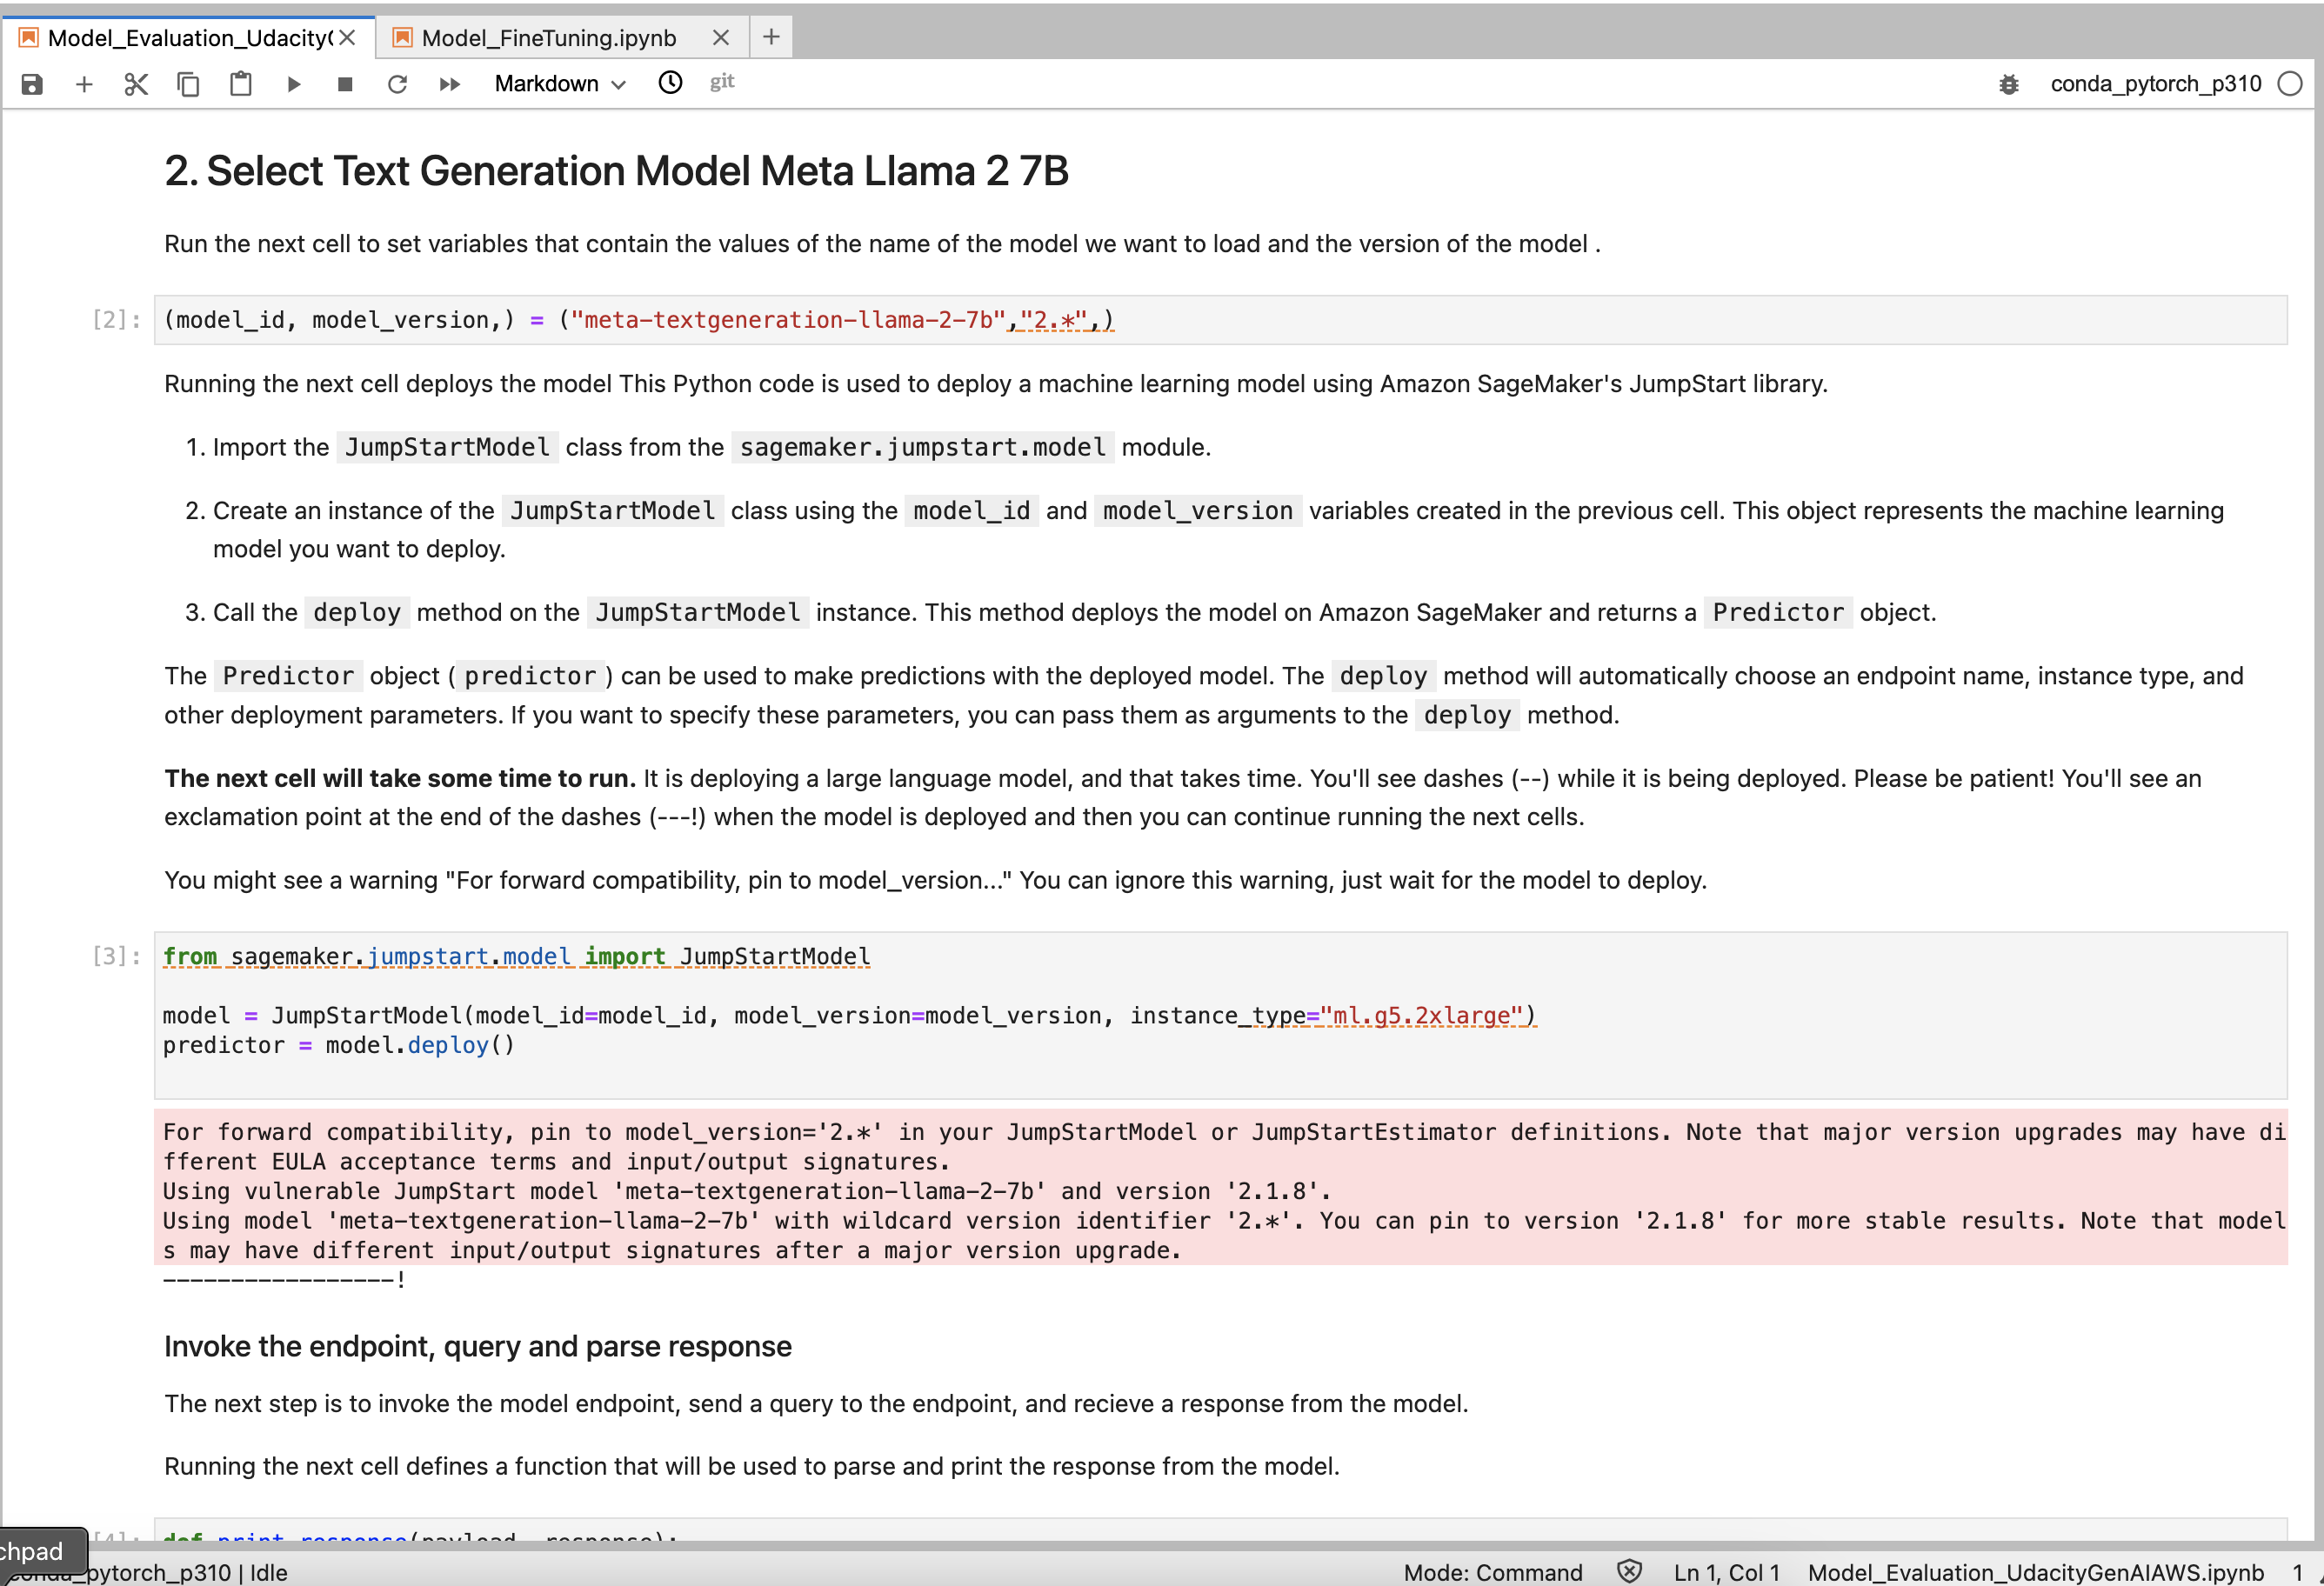 Model_Evaluation_Udacity
Model_FineTuning.ipynb
Markdown
git
conda_pytorch_p310
2. Select Text Generation Model Meta Llama 2 7B
Run the next cell to set variables that contain the values of the name of the model we want to load and the version of the model .
[2]:
(model_id, model_version,) = ("meta-textgeneration-llama-2-7b","2.*",)
Running the next cell deploys the model This Python code is used to deploy a machine learning model using Amazon SageMaker's JumpStart library.
1. Import the JumpStartModel class from the sagemaker.jumpstart.model module.
2. Create an instance of the JumpStartModel class using the model_id and model_version variables created in the previous cell. This object represents the machine learning
model you want to deploy.
3. Call the deploy method on the JumpStartModel instance. This method deploys the model on Amazon SageMaker and returns a Predictor object.
The Predictor object ( predictor ) can be used to make predictions with the deployed model. The deploy method will automatically choose an endpoint name, instance type, and
other deployment parameters. If you want to specify these parameters, you can pass them as arguments to the deploy method.
The next cell will take some time to run. It is deploying a large language model, and that takes time. You'll see dashes (--) while it is being deployed. Please be patient! You'll see an
exclamation point at the end of the dashes (---!) when the model is deployed and then you can continue running the next cells.
You might see a warning "For forward compatibility, pin to model_version..." You can ignore this warning, just wait for the model to deploy.
[3]:
from sagemaker.jumpstart.model import JumpStartModel
model = JumpStartModel(model_id=model_id, model_version=model_version, instance_type="ml.g5.2xlarge")
predictor = model.deploy()
For forward compatibility, pin to model_version='2.*' in your JumpStartModel or JumpStartEstimator definitions. Note that major version upgrades may have di
fferent EULA acceptance terms and input/output signatures.
Using vulnerable JumpStart model 'meta-textgeneration-llama-2-7b' and version '2.1.8'.
Using model 'meta-textgeneration-llama-2-7b' with wildcard version identifier '2.*'. You can pin to version '2.1.8' for more stable results. Note that model
s may have different input/output signatures after a major version upgrade.
-----------------!
Invoke the endpoint, query and parse response
The next step is to invoke the model endpoint, send a query to the endpoint, and recieve a response from the model.
Running the next cell defines a function that will be used to parse and print the response from the model.
[4]:
def print_response(payload, response):
chpad
conda_pytorch_p310 | Idle
Mode: Command
Ln 1, Col 1
Model_Evaluation_UdacityGenAIAWS.ipynb
1